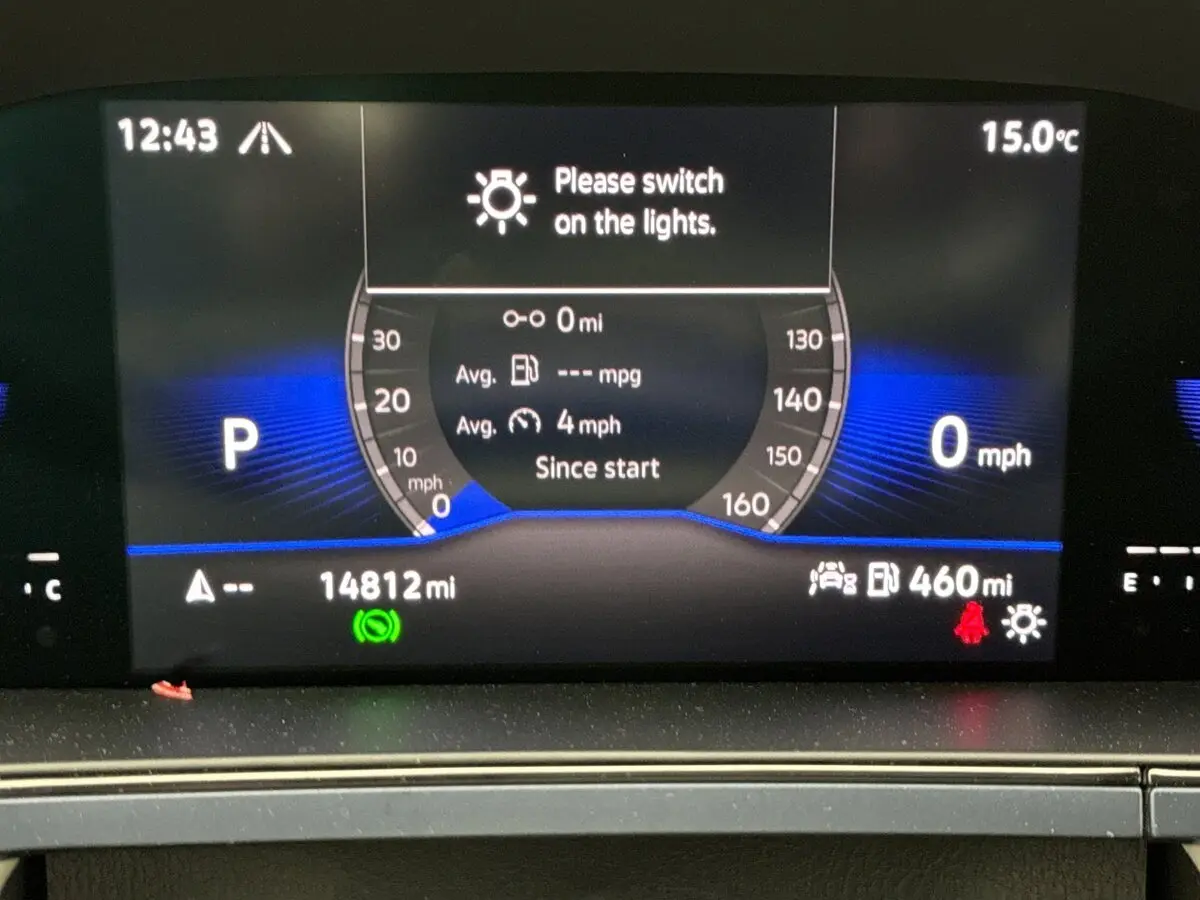 12:43
15.0°C
Please switch
on the lights.
0 mi
Avg. --- mpg
Avg. 4 mph
Since start
30
20
10
mph
0
130
140
150
160
P
0 mph
-- 14812 mi
460 mi
C
E